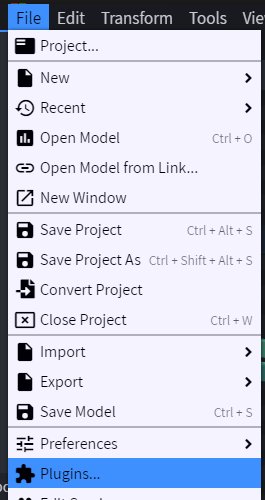 File Edit Transform Tools
Project...
New
Recent
Open Model Ctrl + O
Open Model from Link...
New Window
Save Project Ctrl + Alt + S
Save Project As Ctrl + Shift + Alt + S
Convert Project
Close Project Ctrl + W
Import
Export
Save Model Ctrl + S
Preferences
Plugins...